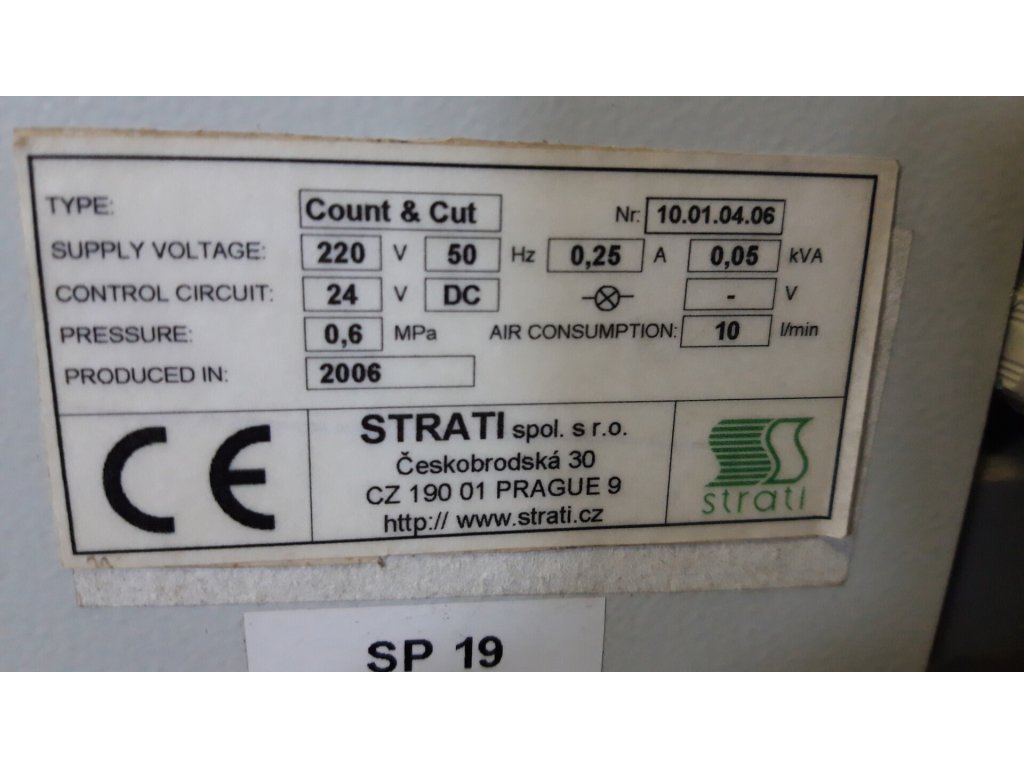 TYPE: Count & Cut Nr: 10.01.04.06
SUPPLY VOLTAGE: 220 V 50 Hz 0,25 A 0,05 kVA
CONTROL CIRCUIT: 24 V DC - V
PRESSURE: 0,6 MPa AIR CONSUMPTION: 10 l/min
PRODUCED IN: 2006
CE
STRATI spol. s r.o.
Českobrodská 30
CZ 190 01 PRAGUE 9
http:// www.strati.cz
strati
SP 19